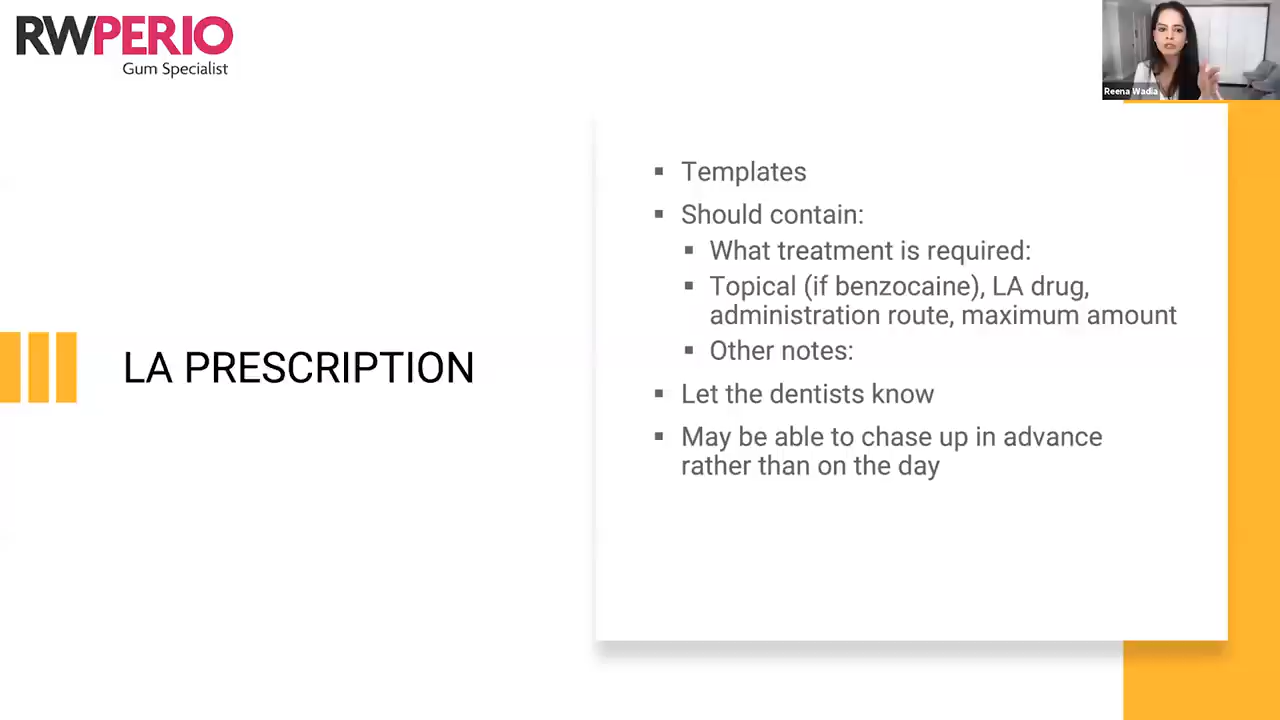 RWPERIO
Gum Specialist
Reena Wadia
LA PRESCRIPTION
Templates
Should contain:
What treatment is required:
Topical (if benzocaine), LA drug,
administration route, maximum amount
Other notes:
Let the dentists know
May be able to chase up in advance
rather than on the day